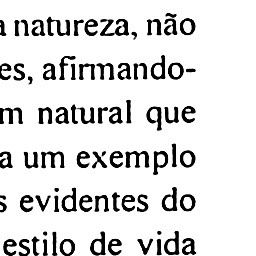 a natureza, não
es, afirmando-
m natural que
a um exemplo
s evidentes do
estilo de vida